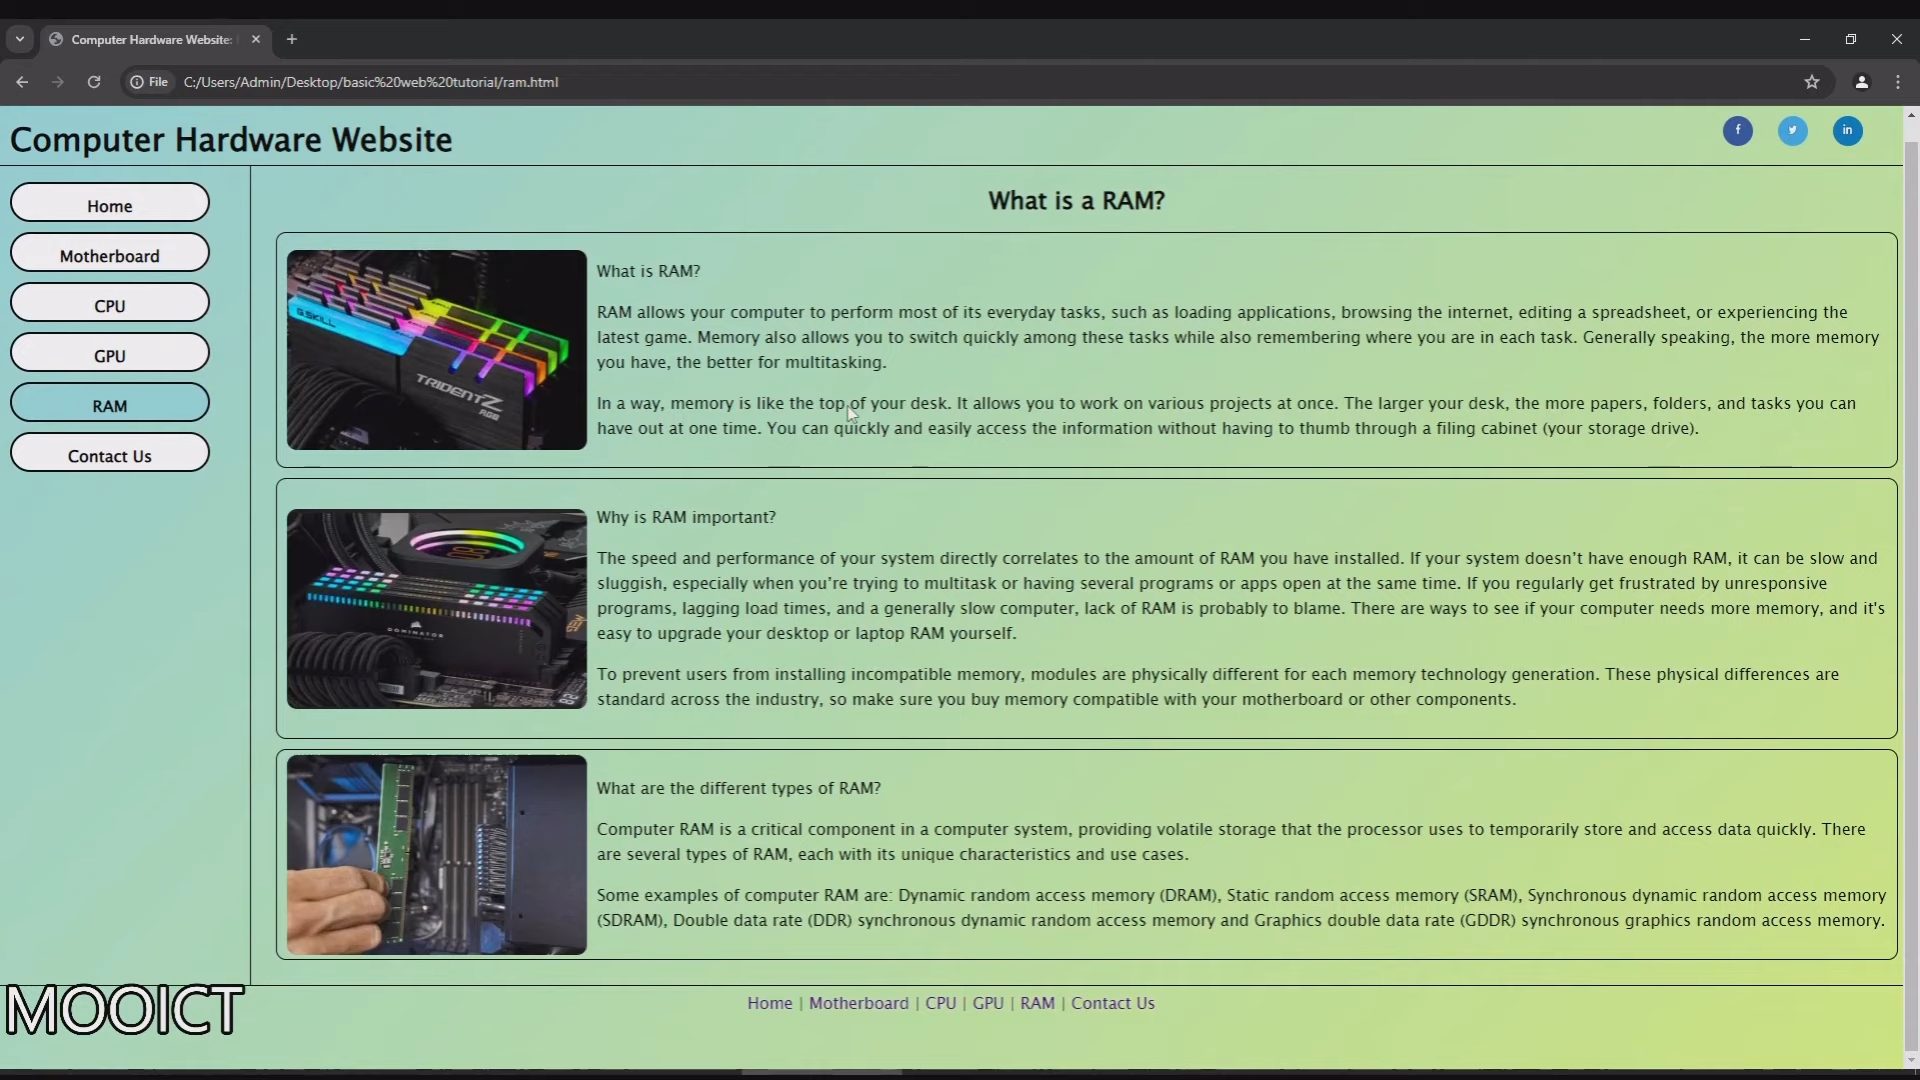 Computer Hardware Website:
File C:/Users/Admin/Desktop/basic%20web%20tutorial/ram.html
Computer Hardware Website
f
in
Home
Motherboard
CPU
GPU
RAM
Contact Us
What is a RAM?
G.SKILL
TRIDENTZ
RGB
What is RAM?
RAM allows your computer to perform most of its everyday tasks, such as loading applications, browsing the internet, editing a spreadsheet, or experiencing the
latest game. Memory also allows you to switch quickly among these tasks while also remembering where you are in each task. Generally speaking, the more memory
you have, the better for multitasking.
In a way, memory is like the top of your desk. It allows you to work on various projects at once. The larger your desk, the more papers, folders, and tasks you can
have out at one time. You can quickly and easily access the information without having to thumb through a filing cabinet (your storage drive).
DOMINATOR
Why is RAM important?
The speed and performance of your system directly correlates to the amount of RAM you have installed. If your system doesn’t have enough RAM, it can be slow and
sluggish, especially when you’re trying to multitask or having several programs or apps open at the same time. If you regularly get frustrated by unresponsive
programs, lagging load times, and a generally slow computer, lack of RAM is probably to blame. There are ways to see if your computer needs more memory, and it's
easy to upgrade your desktop or laptop RAM yourself.
To prevent users from installing incompatible memory, modules are physically different for each memory technology generation. These physical differences are
standard across the industry, so make sure you buy memory compatible with your motherboard or other components.
What are the different types of RAM?
Computer RAM is a critical component in a computer system, providing volatile storage that the processor uses to temporarily store and access data quickly. There
are several types of RAM, each with its unique characteristics and use cases.
Some examples of computer RAM are: Dynamic random access memory (DRAM), Static random access memory (SRAM), Synchronous dynamic random access memory
(SDRAM), Double data rate (DDR) synchronous dynamic random access memory and Graphics double data rate (GDDR) synchronous graphics random access memory.
MOOICT
Home | Motherboard | CPU | GPU | RAM | Contact Us